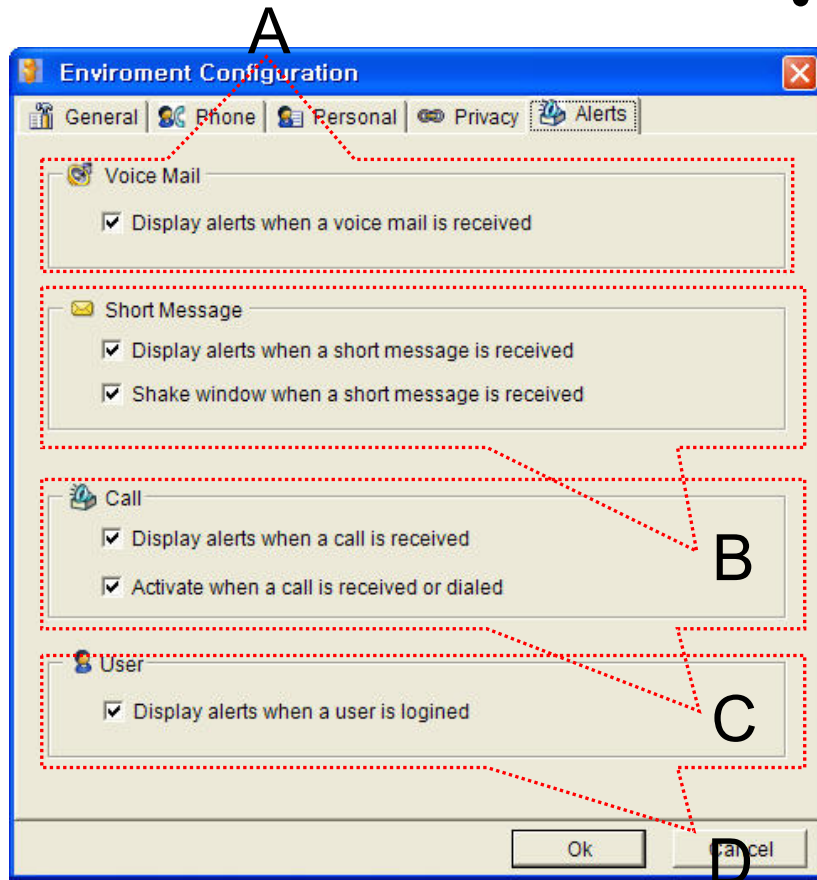 A
Enviroment Configuration
General Phone Personal Privacy Alerts
Voice Mail
Display alerts when a voice mail is received
Short Message
Display alerts when a short message is received
Shake window when a short message is received
Call
Display alerts when a call is received
B
Activate when a call is received or dialed
User
Display alerts when a user is logined
C
Ok Cancel
D